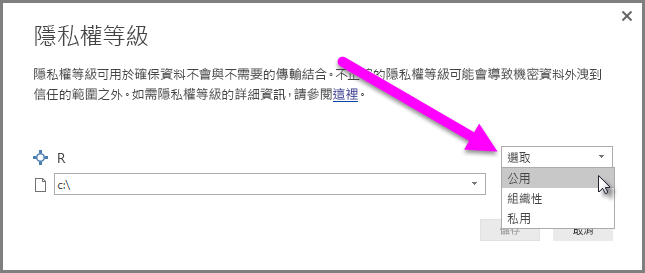 隱私權等級
隱私權等級可用於確保資料不會與不需要的傳輸結合。不正確的隱私權等級可能會導致機密資料外洩到
信任的範圍之外。如需隱私權等級的詳細資訊，請參閱這裡。
R
選取
c:\
公用
組織性
私用
儲存
取消